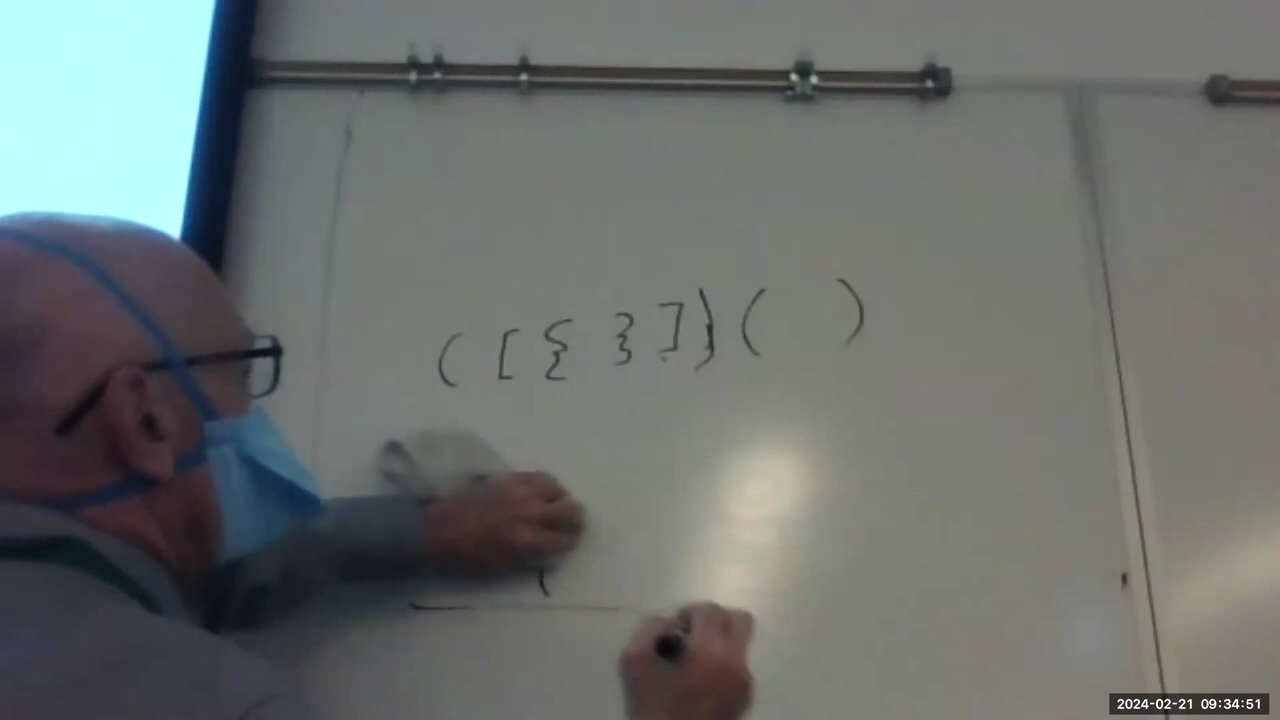 ( [ { } ] ) ( )
(
2024-02-21 09:34:51